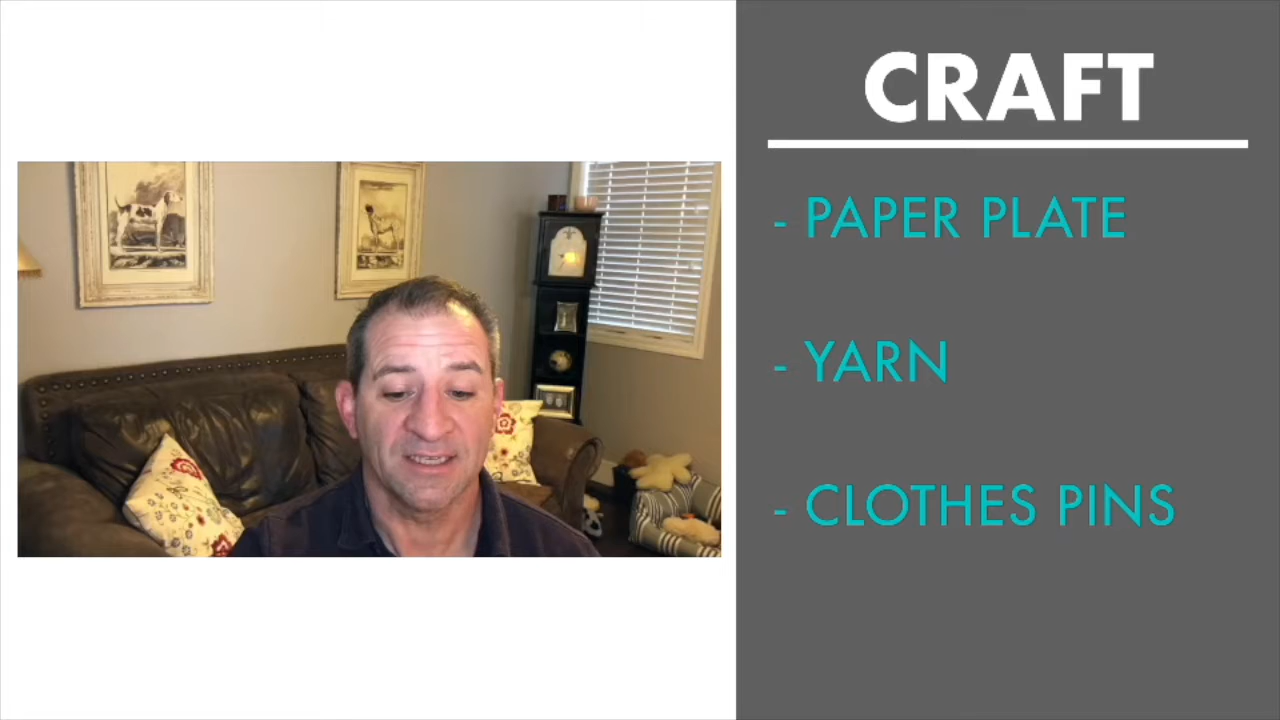 CRAFT
- PAPER PLATE
- YARN
- CLOTHES PINS